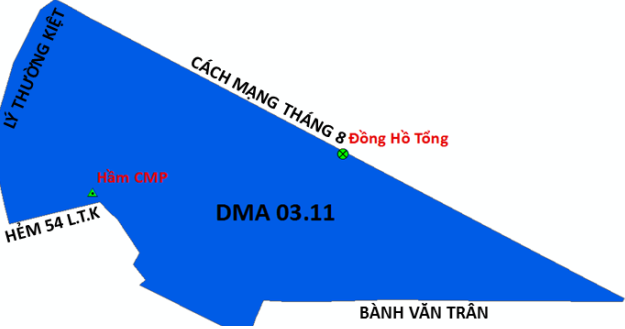 LÝ THƯỜNG KIỆT
CÁCH MẠNG THÁNG 8
Đồng Hồ Tổng
Hầm CMP
DMA 03.11
HẺM 54 L.T.K
BÀNH VĂN TRÂN